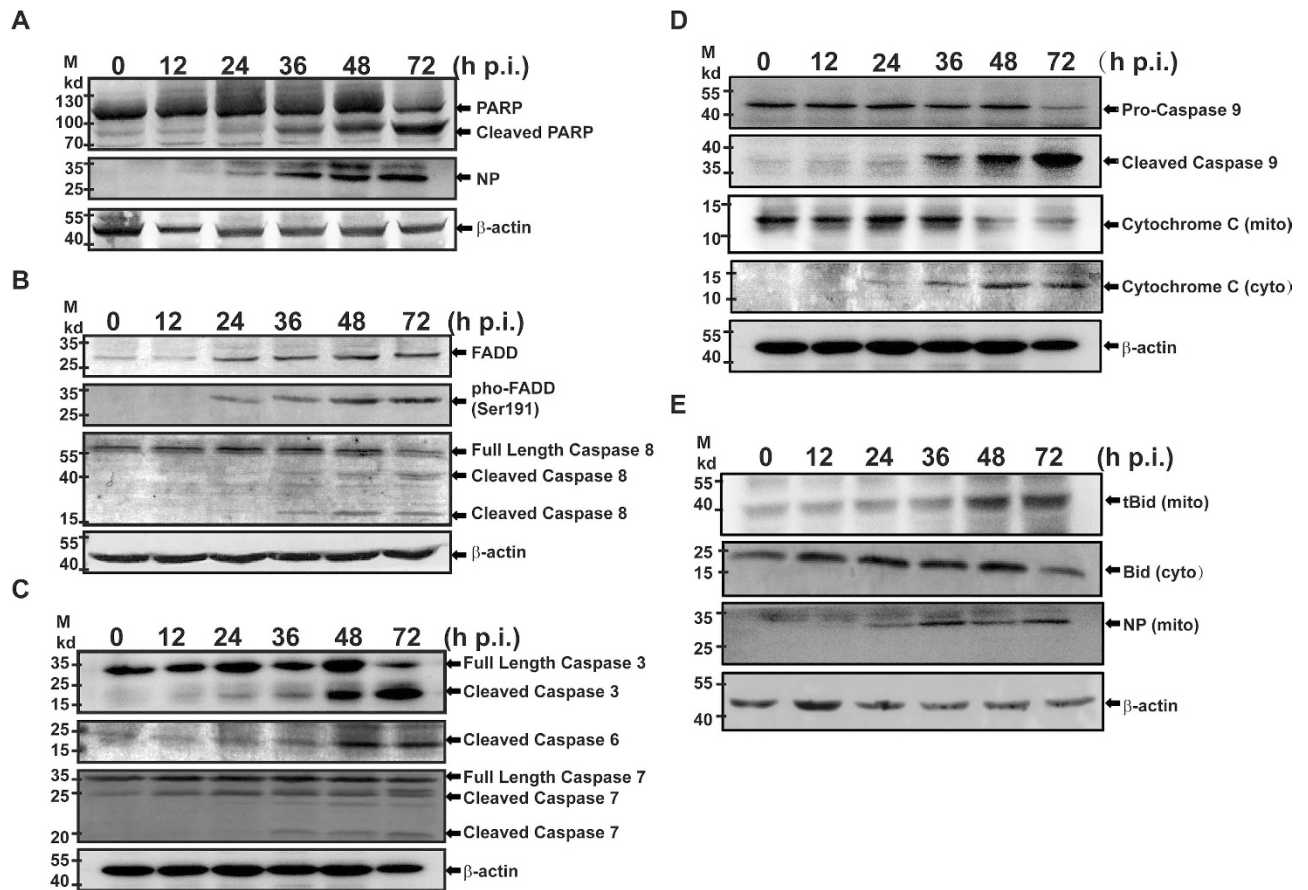 A
M
kd
0 12 24 36 48 72 (h p.i.)
130
100
70
PARP
Cleaved PARP
35
25
NP
55
40
β-actin
B
M
kd
0 12 24 36 48 72 (h p.i.)
35
25
FADD
35
25
pho-FADD
(Ser191)
55
40
15
Full Length Caspase 8
Cleaved Caspase 8
Cleaved Caspase 8
55
40
β-actin
C
M
kd
0 12 24 36 48 72 (h p.i.)
35
25
15
Full Length Caspase 3
Cleaved Caspase 3
25
15
Cleaved Caspase 6
35
25
20
Full Length Caspase 7
Cleaved Caspase 7
Cleaved Caspase 7
55
40
β-actin
D
M
kd
0 12 24 36 48 72 (h p.i.)
55
40
Pro-Caspase 9
40
35
Cleaved Caspase 9
15
10
Cytochrome C (mito)
15
10
Cytochrome C (cyto)
55
40
β-actin
E
M
kd
0 12 24 36 48 72 (h p.i.)
55
40
tBid (mito)
25
15
Bid (cyto)
35
25
NP (mito)
55
40
β-actin